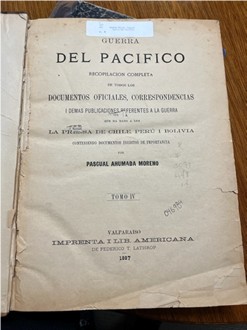 GUERRA
DEL PACIFICO
RECOPILACION COMPLETA
DE TODOS LOS
DOCUMENTOS OFICIALES, CORRESPONDENCIAS
I DEMAS PUBLICACIONES REFERENTES A LA GUERRA
QUE HA DADO A LUZ
LA PRENSA DE CHILE PERÚ I BOLIVIA
CONTENIENDO DOCUMENTOS INEDITOS DE IMPORTANCIA
POR
PASCUAL AHUMADA MORENO
TOMO IV
VALPARAISO
IMPRENTA I LIB. AMERICANA
DE FEDERICO T. LATHROP
1887